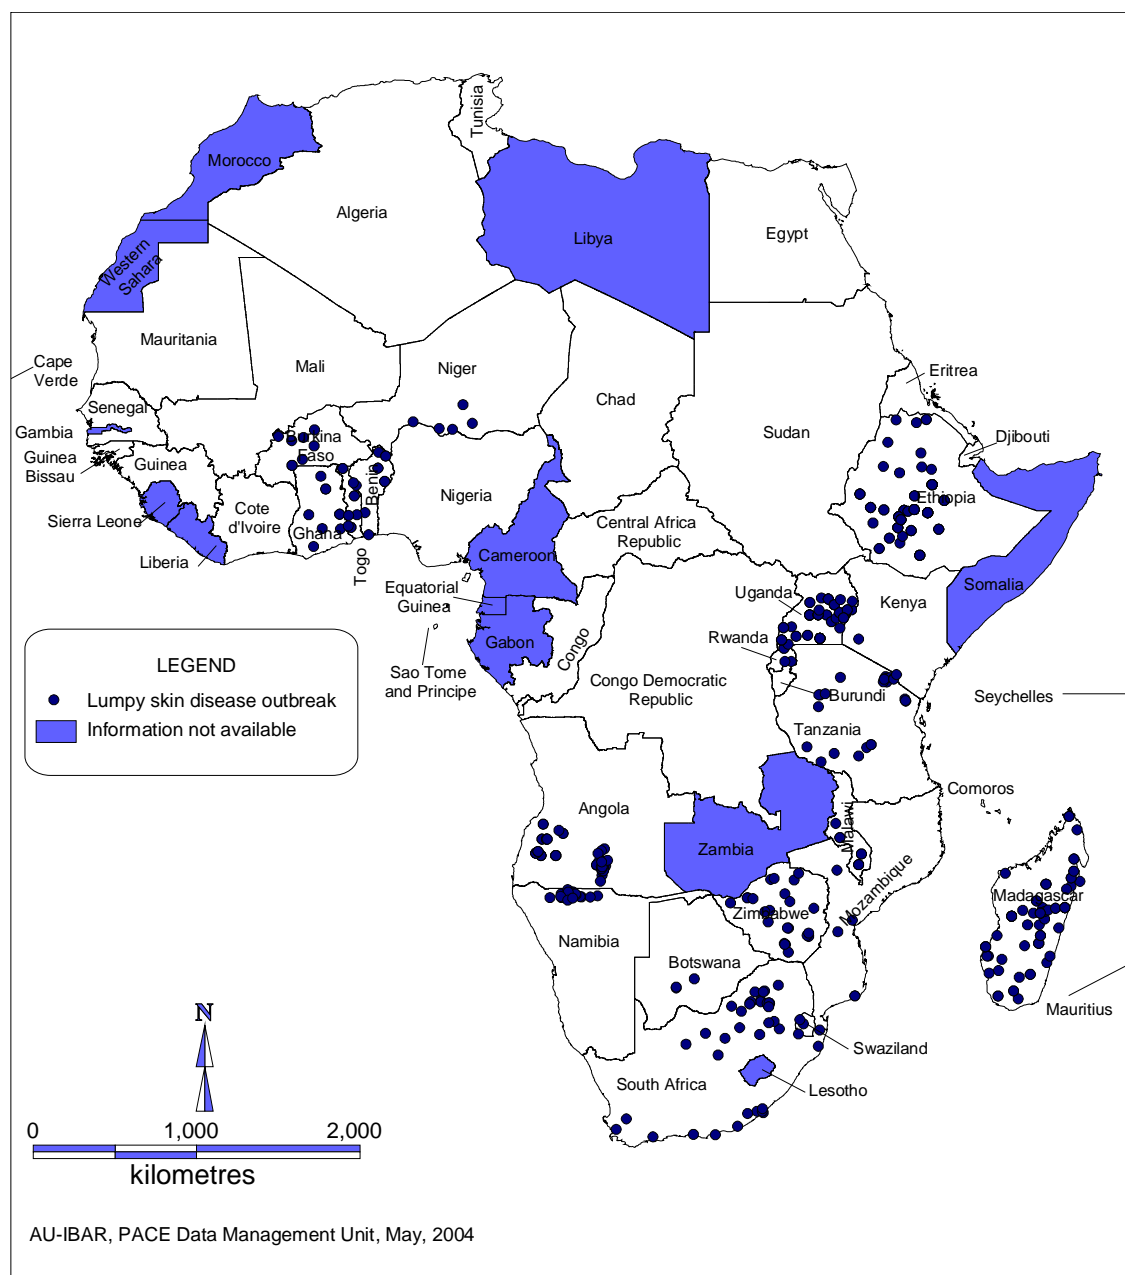 Tunisia
Morocco
Algeria
Libya
Egypt
Western
Sahara
Mauritania
Mali
Niger
Chad
Sudan
Eritrea
Cape
Verde
Senegal
Gambia
Guinea
Bissau
Guinea
Burkina
Faso
Benin
Nigeria
Djibouti
Ethiopia
Sierra Leone
Cote
d'Ivoire
Ghana
Togo
Liberia
Central Africa
Republic
Cameroon
Somalia
Equatorial
Guinea
Uganda
Kenya
Gabon
Congo
Rwanda
Sao Tome
and Principe
Congo Democratic
Republic
Burundi
Seychelles
Tanzania
LEGEND
Lumpy skin disease outbreak
Information not available
Comoros
Angola
Malawi
Zambia
Mozambique
Madagascar
Zimbabwe
Namibia
Botswana
Mauritius
Swaziland
South Africa
Lesotho
N
0 1,000 2,000
kilometres
AU-IBAR, PACE Data Management Unit, May, 2004